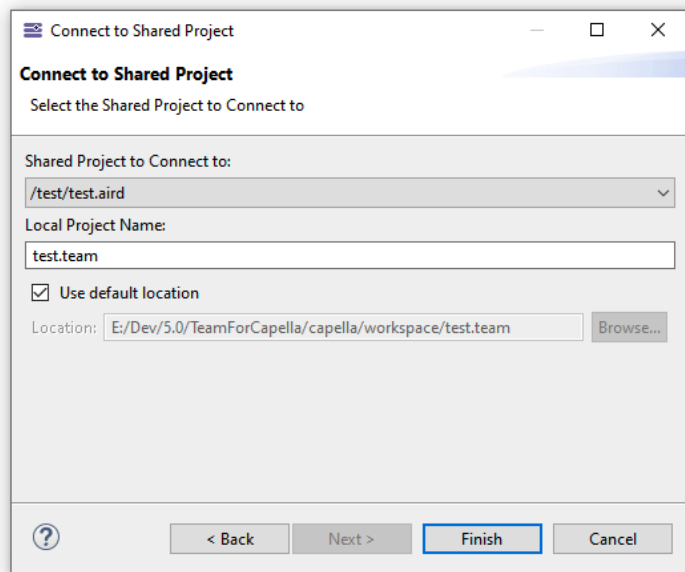 Connect to Shared Project
Connect to Shared Project
Select the Shared Project to Connect to
Shared Project to Connect to:
/test/test.aird
Local Project Name:
test.team
Use default location
Location: E:/Dev/5.0/TeamForCapella/capella/workspace/test.team Browse...
? < Back Next > Finish Cancel